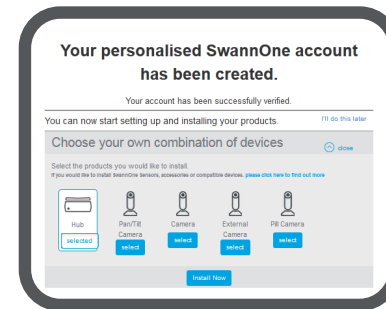 Your personalised SwannOne account
has been created.
Your account has been successfully verified.
You can now start setting up and installing your products.
I'll do this later
Choose your own combination of devices
close
Select the products you would like to install.
If you would like to install SwannOne Sensors, accessories or compatible devices, please click here to find out more
Hub
selected
Pan/Tilt
Camera
select
Camera
select
External
Camera
select
Pill Camera
select
Install Now